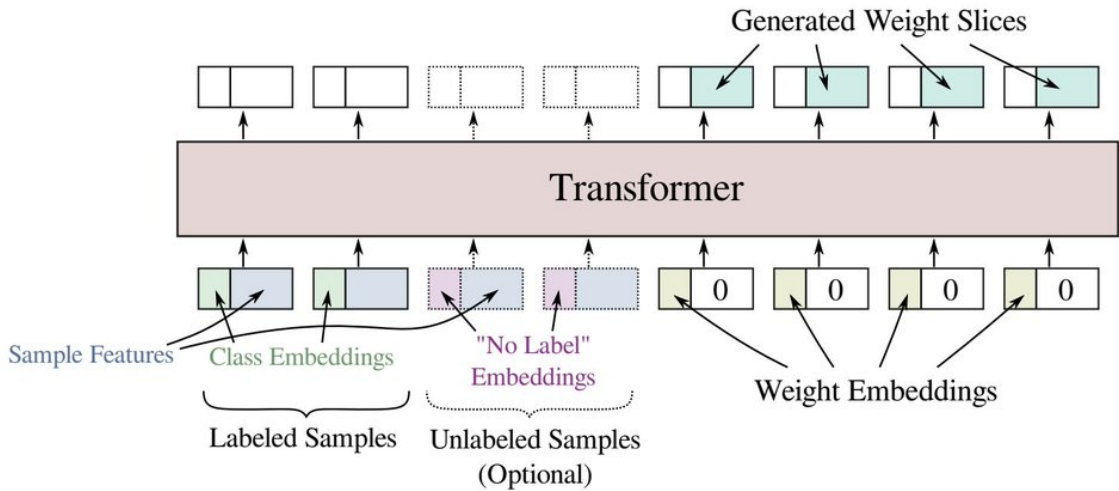 Generated Weight Slices
Transformer
0 0 0 0
Sample Features
Class Embeddings
"No Label"
Embeddings
Weight Embeddings
Labeled Samples
Unlabeled Samples
(Optional)